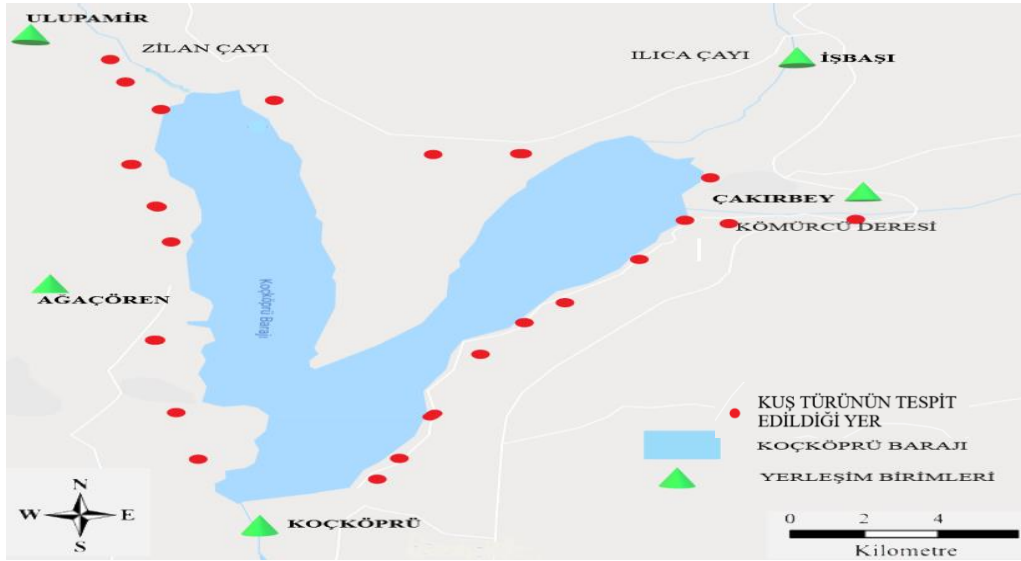 ULUPAMİR
ZİLAN ÇAYI
ILICA ÇAYI
İŞBAŞI
ÇAKIRBEY
KÖMÜRCÜ DERESİ
AĞAÇÖREN
Koçköprü Barajı
KUŞ TÜRÜNÜN TESPİT
EDİLDİĞİ YER
KOÇKÖPRÜ BARAJI
YERLEŞİM BİRİMLERİ
KOÇKÖPRÜ
N
W E
S
0 2 4
Kilometre